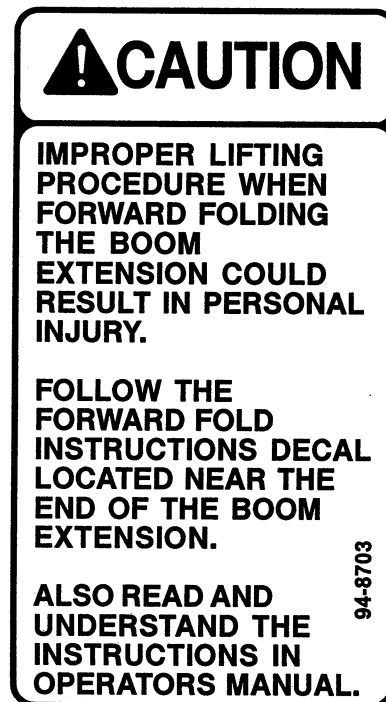 CAUTION
IMPROPER LIFTING
PROCEDURE WHEN
FORWARD FOLDING
THE BOOM
EXTENSION COULD
RESULT IN PERSONAL
INJURY.
FOLLOW THE
FORWARD FOLD
INSTRUCTIONS DECAL
LOCATED NEAR THE
END OF THE BOOM
EXTENSION.
ALSO READ AND
UNDERSTAND THE
INSTRUCTIONS IN
OPERATORS MANUAL.
94-8703